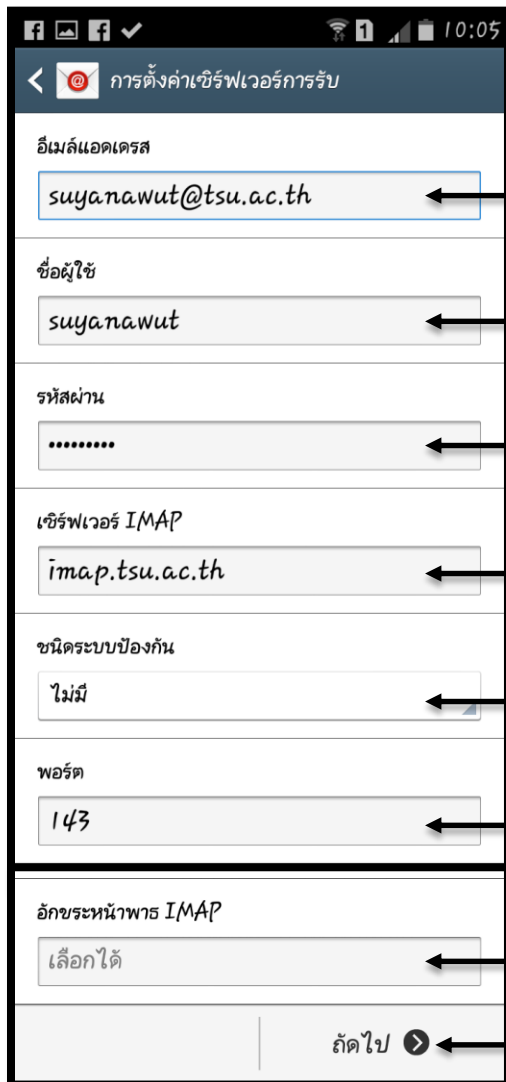 10:05
การตั้งค่าเซิร์ฟเวอร์การรับ
อีเมล์แอดเดรส
suyanawut@tsu.ac.th
ชื่อผู้ใช้
suyanawut
รหัสผ่าน
•••••••••
เซิร์ฟเวอร์ IMAP
imap.tsu.ac.th
ชนิดระบบป้องกัน
ไม่มี
พอร์ต
143
อักขระหน้าพาธ IMAP
เลือกได้
ถัดไป